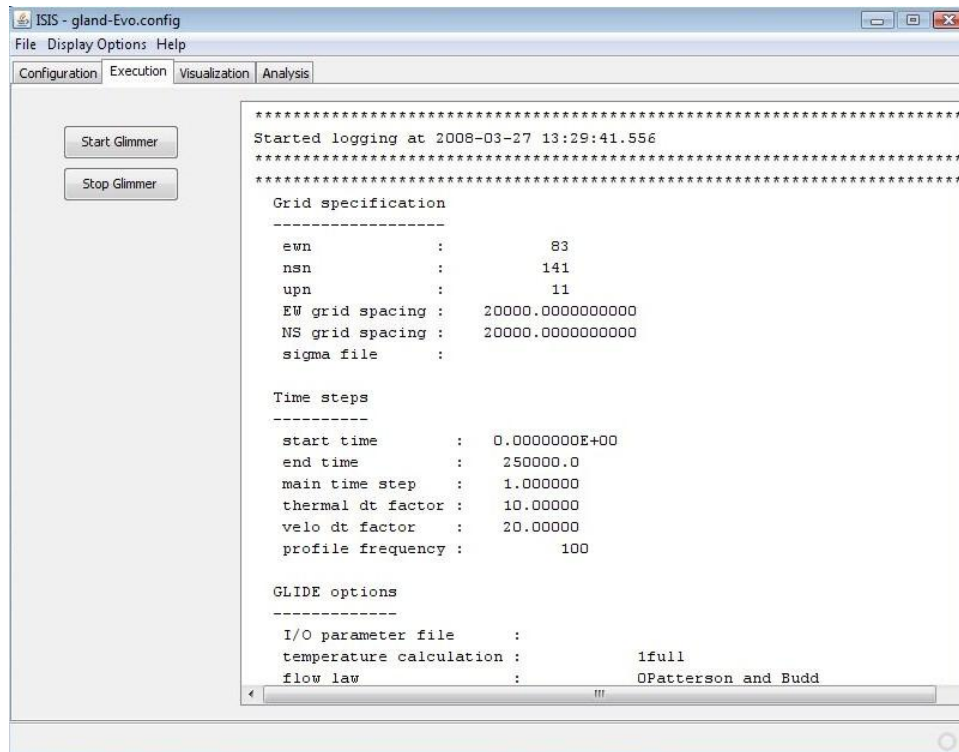 ISIS - gland-Evo.config
File Display Options Help
Configuration Execution Visualization Analysis
Start Glimmer
Stop Glimmer
*******************************************************************************
Started logging at 2008-03-27 13:29:41.556
*******************************************************************************
*******************************************************************************
Grid specification
------------------
ewn : 83
nsn : 141
upn : 11
EW grid spacing : 20000.0000000000
NS grid spacing : 20000.0000000000
sigma file :
Time steps
----------
start time : 0.0000000E+00
end time : 250000.0
main time step : 1.000000
thermal dt factor : 10.00000
velo dt factor : 20.00000
profile frequency : 100
GLIDE options
-------------
I/O parameter file :
temperature calculation : 1full
flow law : 0Patterson and Budd